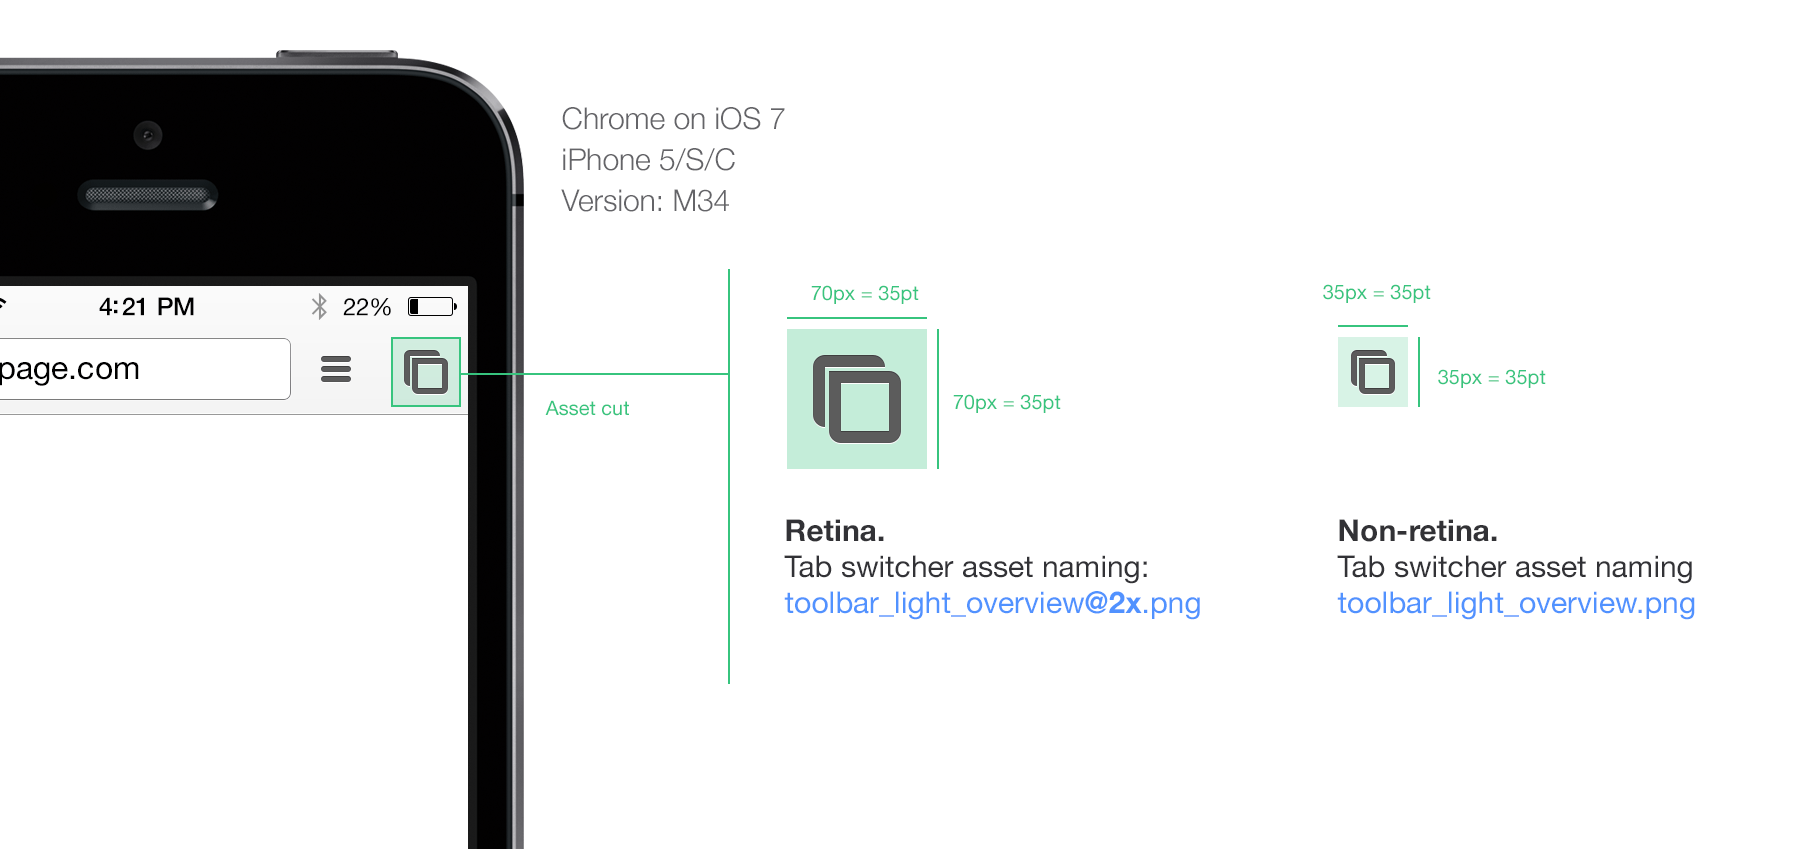 Chrome on iOS 7
iPhone 5/S/C
Version: M34
4:21 PM
22%
page.com
Asset cut
70px = 35pt
70px = 35pt
35px = 35pt
35px = 35pt
Retina.
Tab switcher asset naming:
toolbar_light_overview@2x.png
Non-retina.
Tab switcher asset naming
toolbar_light_overview.png